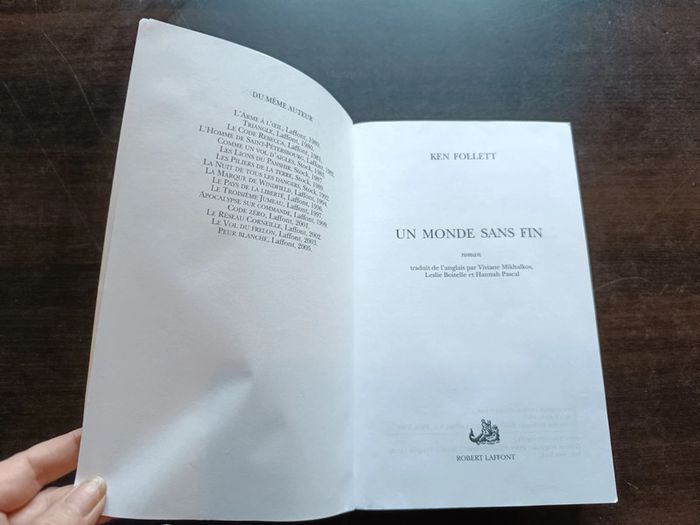 DU MÊME AUTEUR
L'ARME À L'ŒIL, Laffont, 1980.
TRIANGLE, Laffont, 1980.
LE CODE REBECCA, Laffont, 1981.
L'HOMME DE SAINT-PÉTERSBOURG, Laffont, 1982.
COMME UN VOL D'AIGLES, Stock, 1983.
LES LIONS DU PANSHIR, Stock, 1987.
LES PILIERS DE LA TERRE, Stock, 1989.
LA NUIT DE TOUS LES DANGERS, Stock, 1992.
LA MARQUE DE WINDFIELD, Laffont, 1994.
LE PAYS DE LA LIBERTÉ, Laffont, 1996.
LE TROISIÈME JUMEAU, Laffont, 1997.
APOCALYPSE SUR COMMANDE, Laffont, 1999.
CODE ZÉRO, Laffont, 2001.
LE RÉSEAU CORNEILLE, Laffont, 2002.
LE VOL DU FRELON, Laffont, 2003.
PEUR BLANCHE, Laffont, 2005.
KEN FOLLETT
UN MONDE SANS FIN
roman
traduit de l'anglais par Viviane Mikhalkov,
Leslie Boitelle et Hannah Pascal
ROBERT LAFFONT